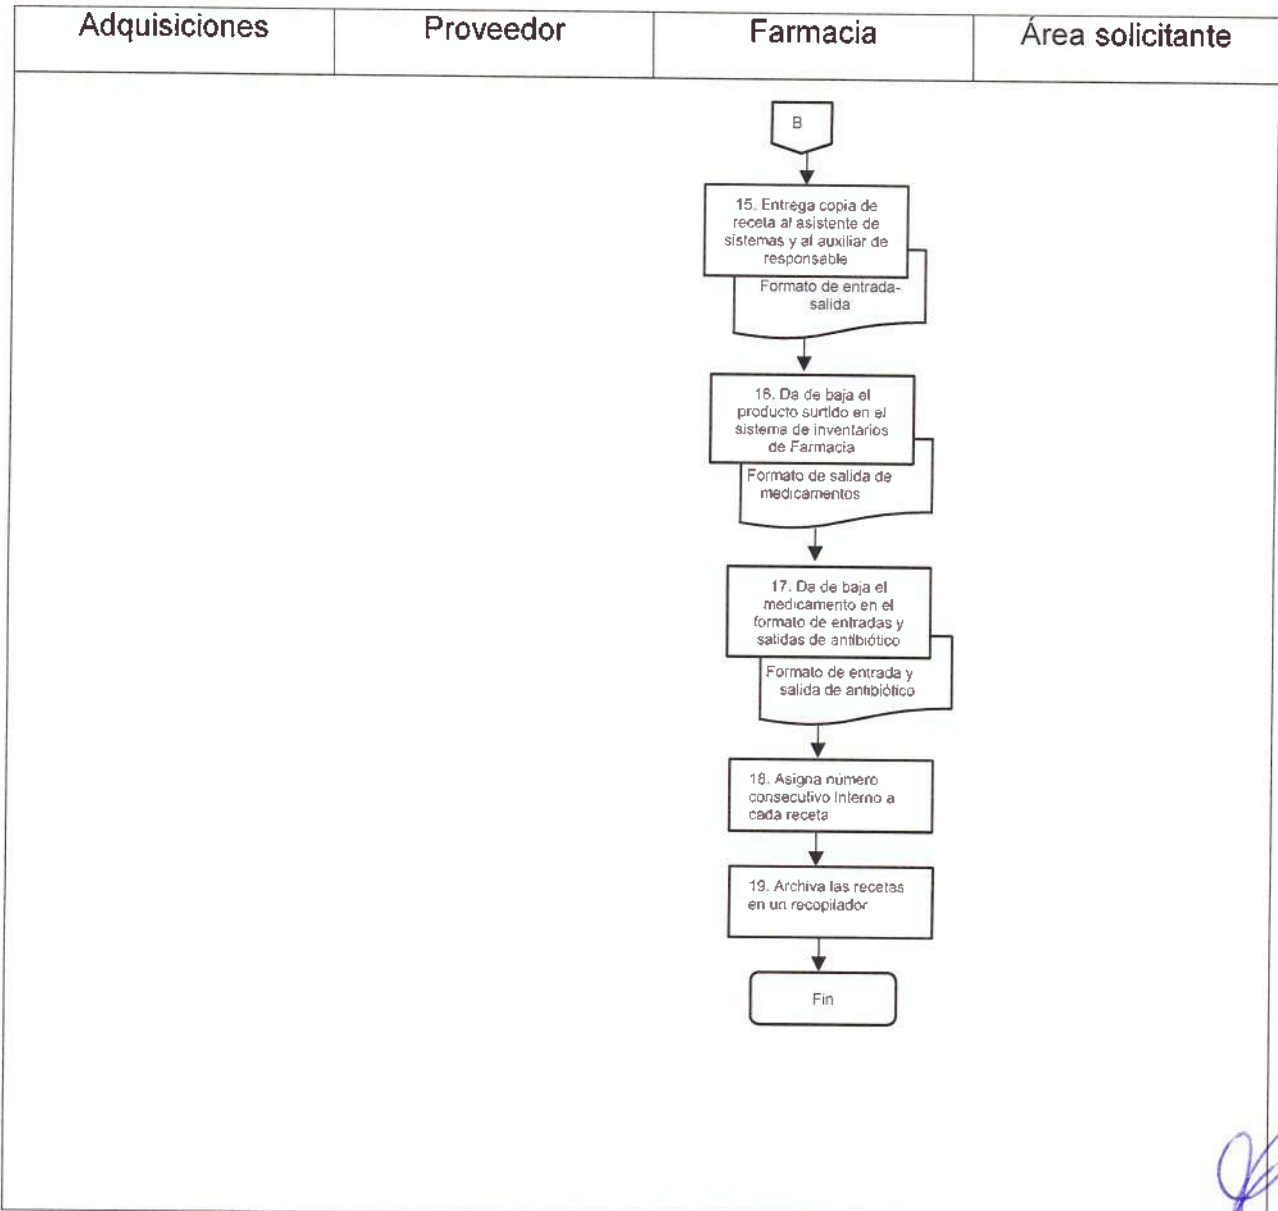 Adquisiciones
Proveedor
Farmacia
Área solicitante
B
15. Entrega copia de
receta al asistente de
sistemas y al auxiliar de
responsable
Formato de entrada-
salida
16. Da de baja el
producto surtido en el
sistema de inventarios
de Farmacia
Formato de salida de
medicamentos
17. Da de baja el
medicamento en el
formato de entradas y
salidas de antibiótico
Formato de entrada y
salida de antibiótico
18. Asigna número
consecutivo interno a
cada receta
19. Archiva las recetas
en un recopilador
Fin